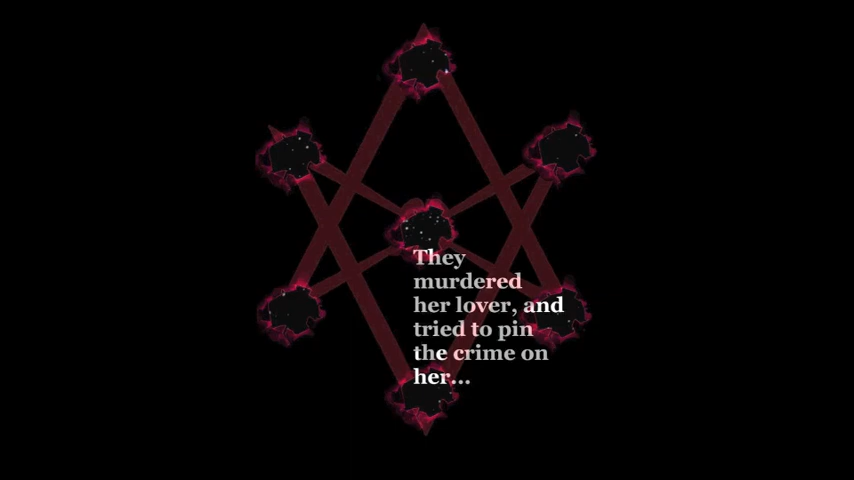 They
murdered
her lover, and
tried to pin
the crime on
her...